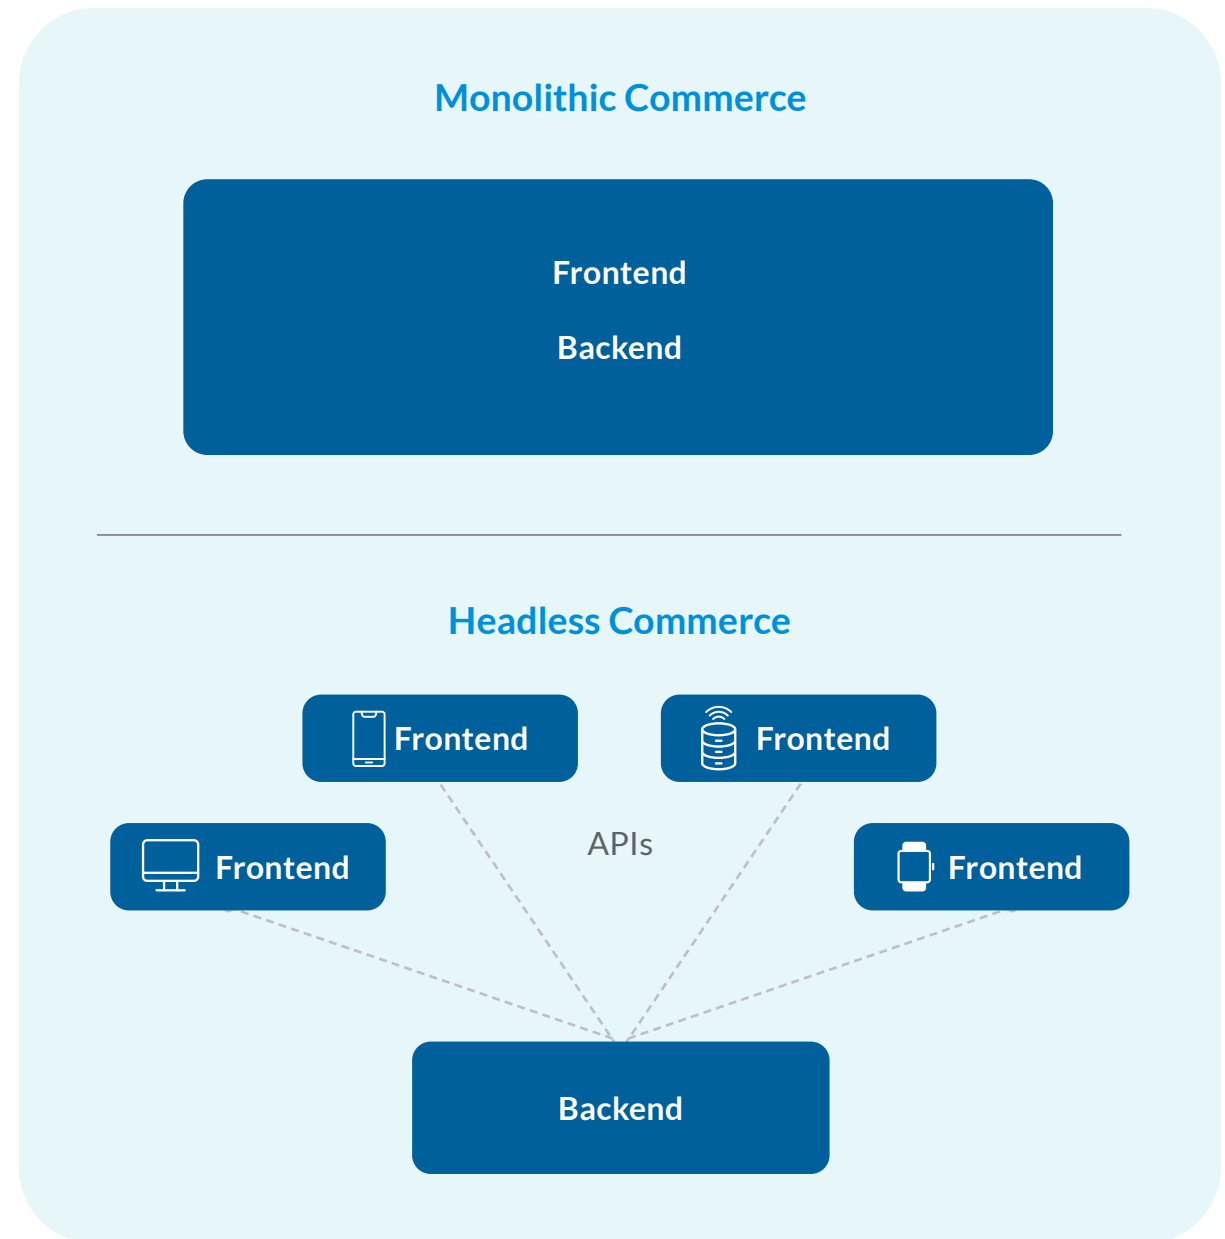 Monolithic Commerce
Frontend
Backend
Headless Commerce
Frontend
Frontend
APIs
Frontend
Frontend
Backend